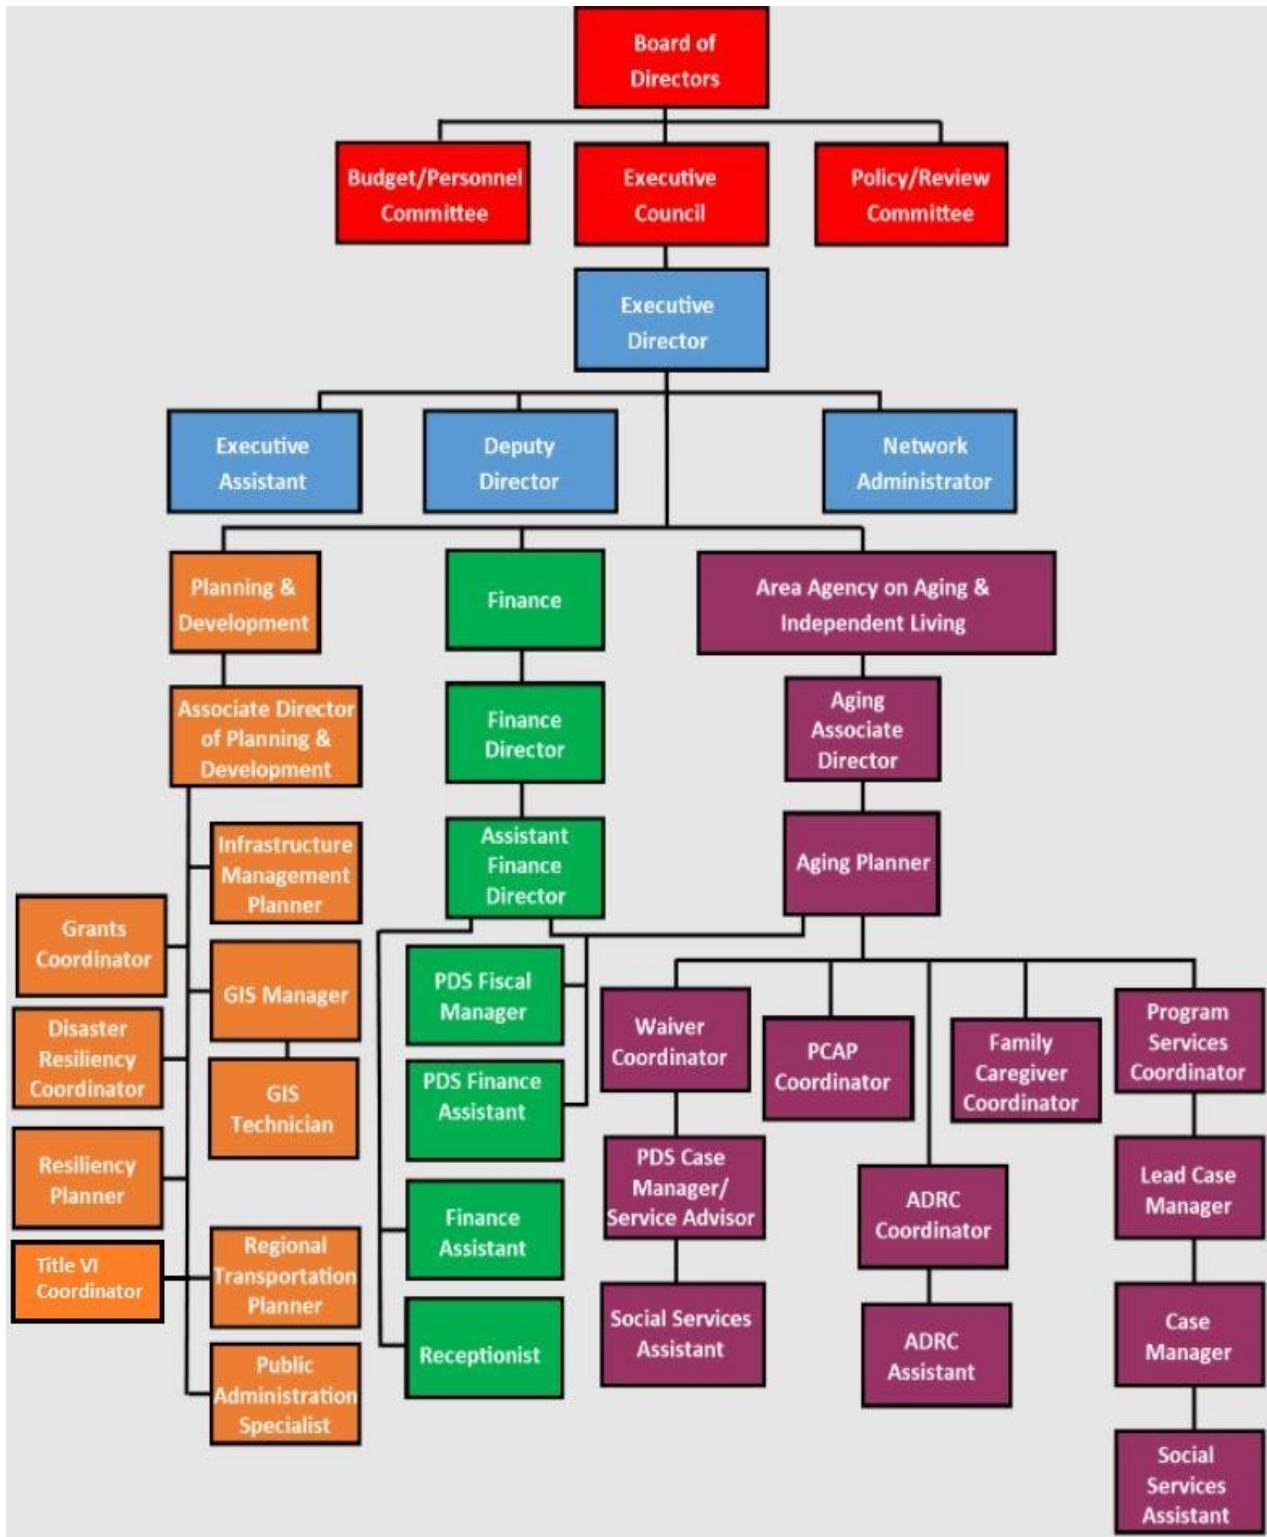 Board of
Directors
Budget/Personnel
Committee
Executive
Council
Policy/Review
Committee
Executive
Director
Executive
Assistant
Deputy
Director
Network
Administrator
Planning &
Development
Finance
Area Agency on Aging &
Independent Living
Associate Director
of Planning &
Development
Finance
Director
Aging
Associate
Director
Infrastructure
Management
Planner
Assistant
Finance
Director
Aging Planner
Grants
Coordinator
GIS Manager
PDS Fiscal
Manager
Waiver
Coordinator
PCAP
Coordinator
Family
Caregiver
Coordinator
Program
Services
Coordinator
Disaster
Resiliency
Coordinator
GIS
Technician
PDS Finance
Assistant
Resiliency
Planner
PDS Case
Manager/
Service Advisor
ADRC
Coordinator
Lead Case
Manager
Title VI
Coordinator
Regional
Transportation
Planner
Finance
Assistant
Social Services
Assistant
ADRC
Assistant
Case
Manager
Public
Administration
Specialist
Receptionist
Social
Services
Assistant